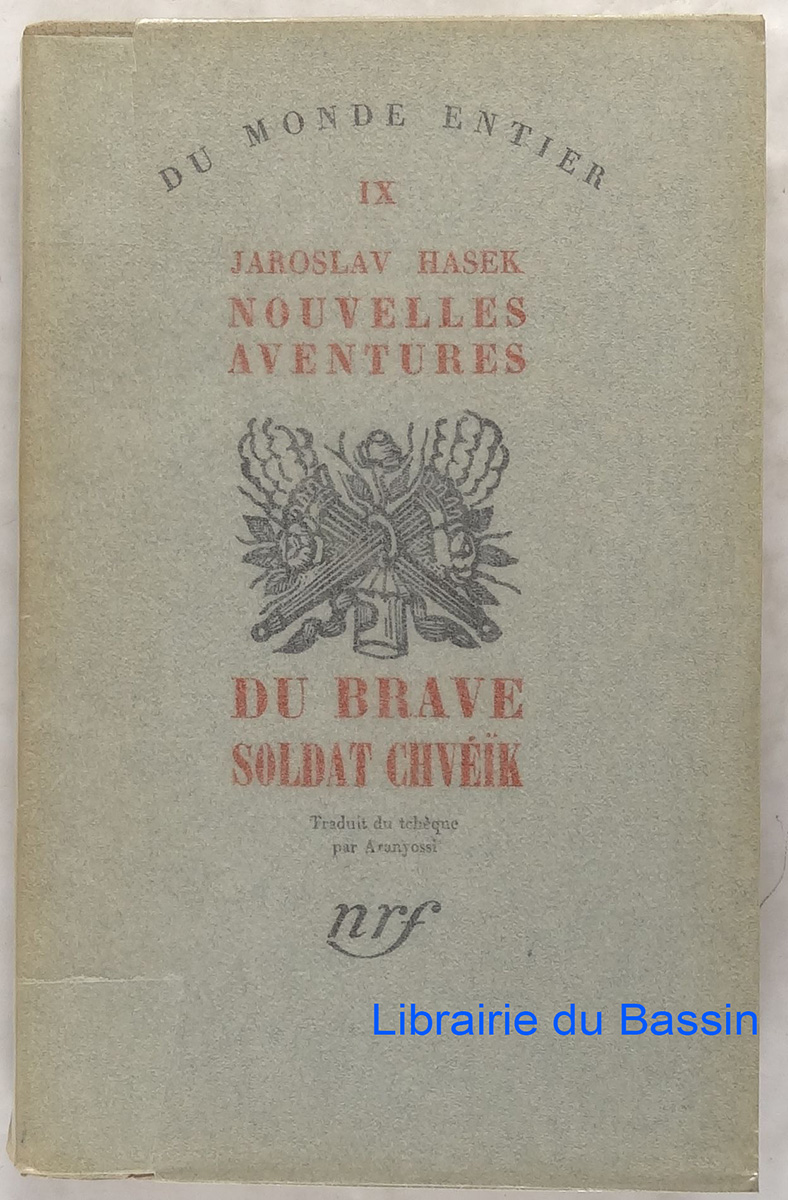 DU MONDE ENTIER
IX
JAROSLAV HASEK
NOUVELLES
AVENTURES
DU BRAVE
SOLDAT CHVÉÏK
Traduit du tchèque
par Aranyossi
nrf
Librairie du Bassin